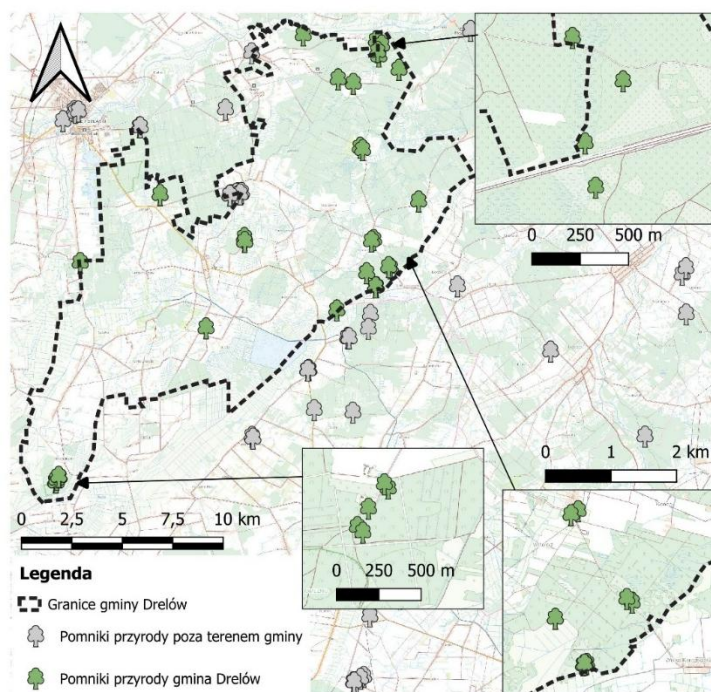 0 250 500 m
0 1 2 km
0 250 500 m
0 2,5 5 7,5 10 km
Legenda
Granice gminy Drelów
Pomniki przyrody poza terenem gminy
Pomniki przyrody gmina Drelów